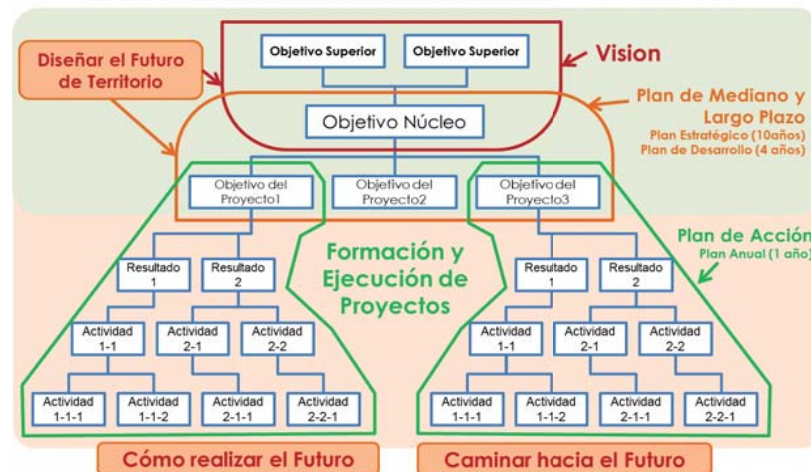 Diseñar el Futuro
de Territorio
Objetivo Superior
Objetivo Superior
Vision
Objetivo Núcleo
Plan de Mediano y
Largo Plazo
Plan Estratégico (10años)
Plan de Desarrollo (4 años)
Objetivo del
Proyecto1
Objetivo del
Proyecto2
Objetivo del
Proyecto3
Formación y
Ejecución de
Proyectos
Plan de Acción
Plan Anual (1 año)
Resultado
1
Resultado
2
Resultado
1
Resultado
2
Actividad
1-1
Actividad
2-1
Actividad
2-2
Actividad
1-1
Actividad
2-1
Actividad
2-2
Actividad
1-1-1
Actividad
1-1-2
Actividad
2-1-1
Actividad
2-2-1
Actividad
1-1-1
Actividad
1-1-2
Actividad
2-1-1
Actividad
2-2-1
Cómo realizar el Futuro
Caminar hacia el Futuro